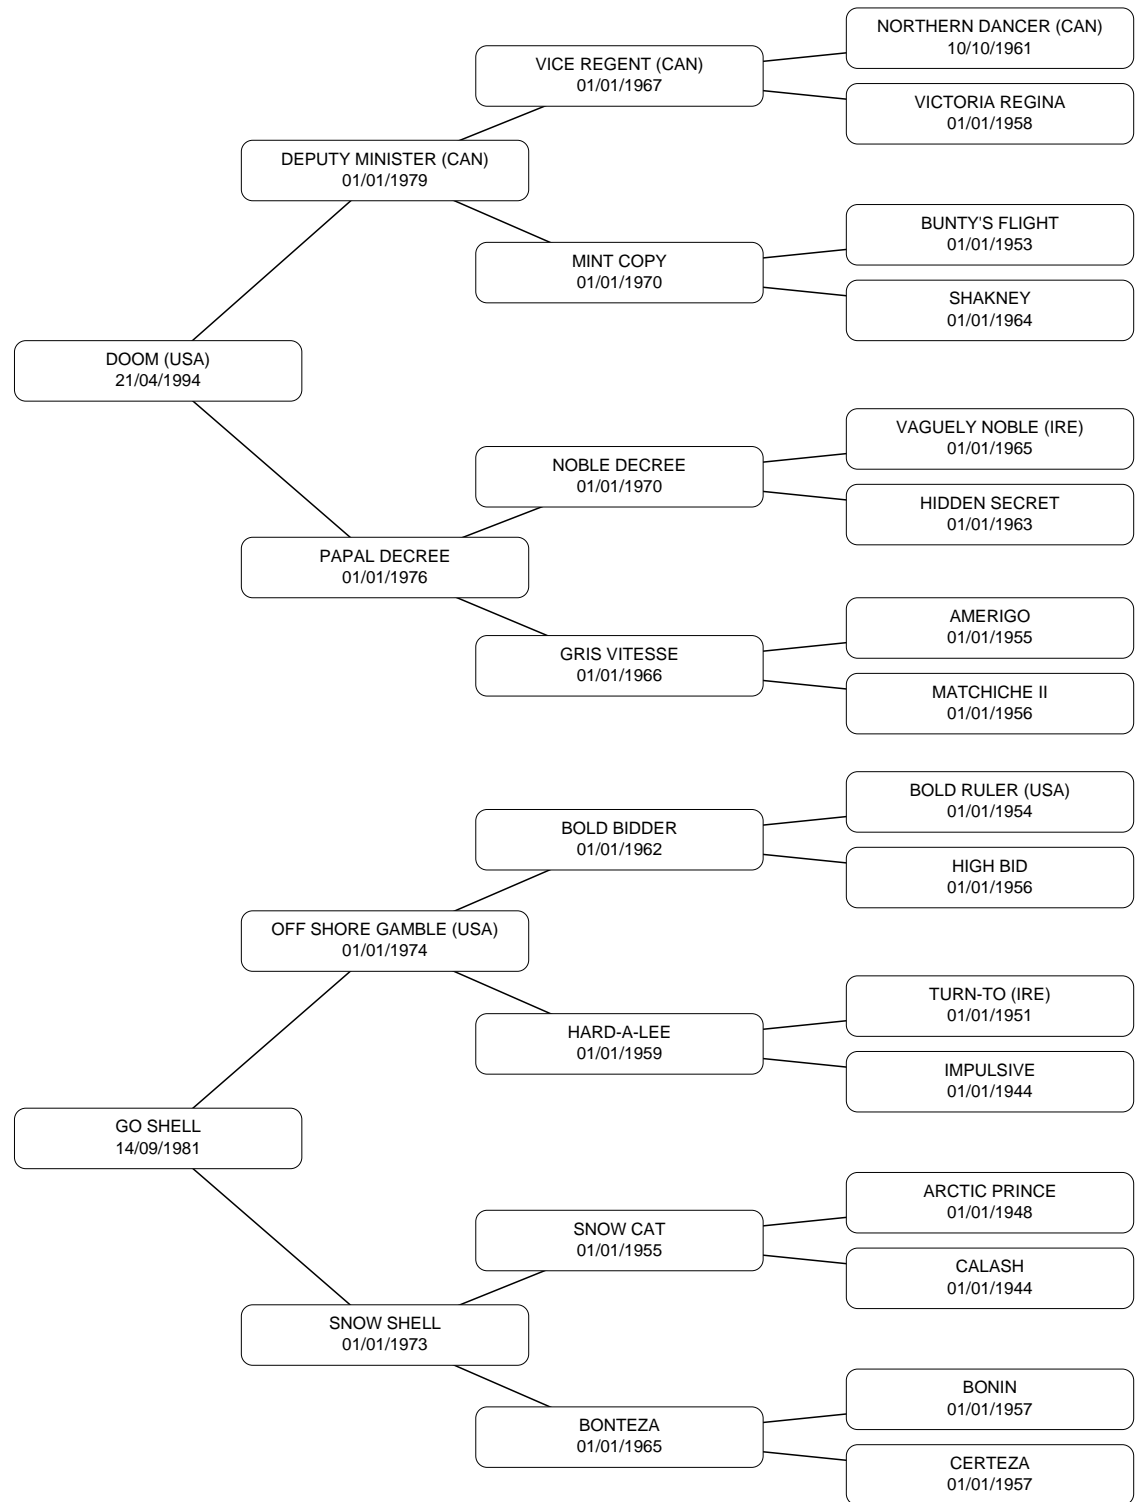 NORTHERN DANCER (CAN)
10/10/1961
VICE REGENT (CAN)
01/01/1967
VICTORIA REGINA
01/01/1958
DEPUTY MINISTER (CAN)
01/01/1979
BUNTY'S FLIGHT
01/01/1953
MINT COPY
01/01/1970
SHAKNEY
01/01/1964
DOOM (USA)
21/04/1994
VAGUELY NOBLE (IRE)
01/01/1965
NOBLE DECREE
01/01/1970
HIDDEN SECRET
01/01/1963
PAPAL DECREE
01/01/1976
AMERIGO
01/01/1955
GRIS VITESSE
01/01/1966
MATCHICHE II
01/01/1956
BOLD RULER (USA)
01/01/1954
BOLD BIDDER
01/01/1962
HIGH BID
01/01/1956
OFF SHORE GAMBLE (USA)
01/01/1974
TURN-TO (IRE)
01/01/1951
HARD-A-LEE
01/01/1959
IMPULSIVE
01/01/1944
GO SHELL
14/09/1981
ARCTIC PRINCE
01/01/1948
SNOW CAT
01/01/1955
CALASH
01/01/1944
SNOW SHELL
01/01/1973
BONIN
01/01/1957
BONTEZA
01/01/1965
CERTEZA
01/01/1957